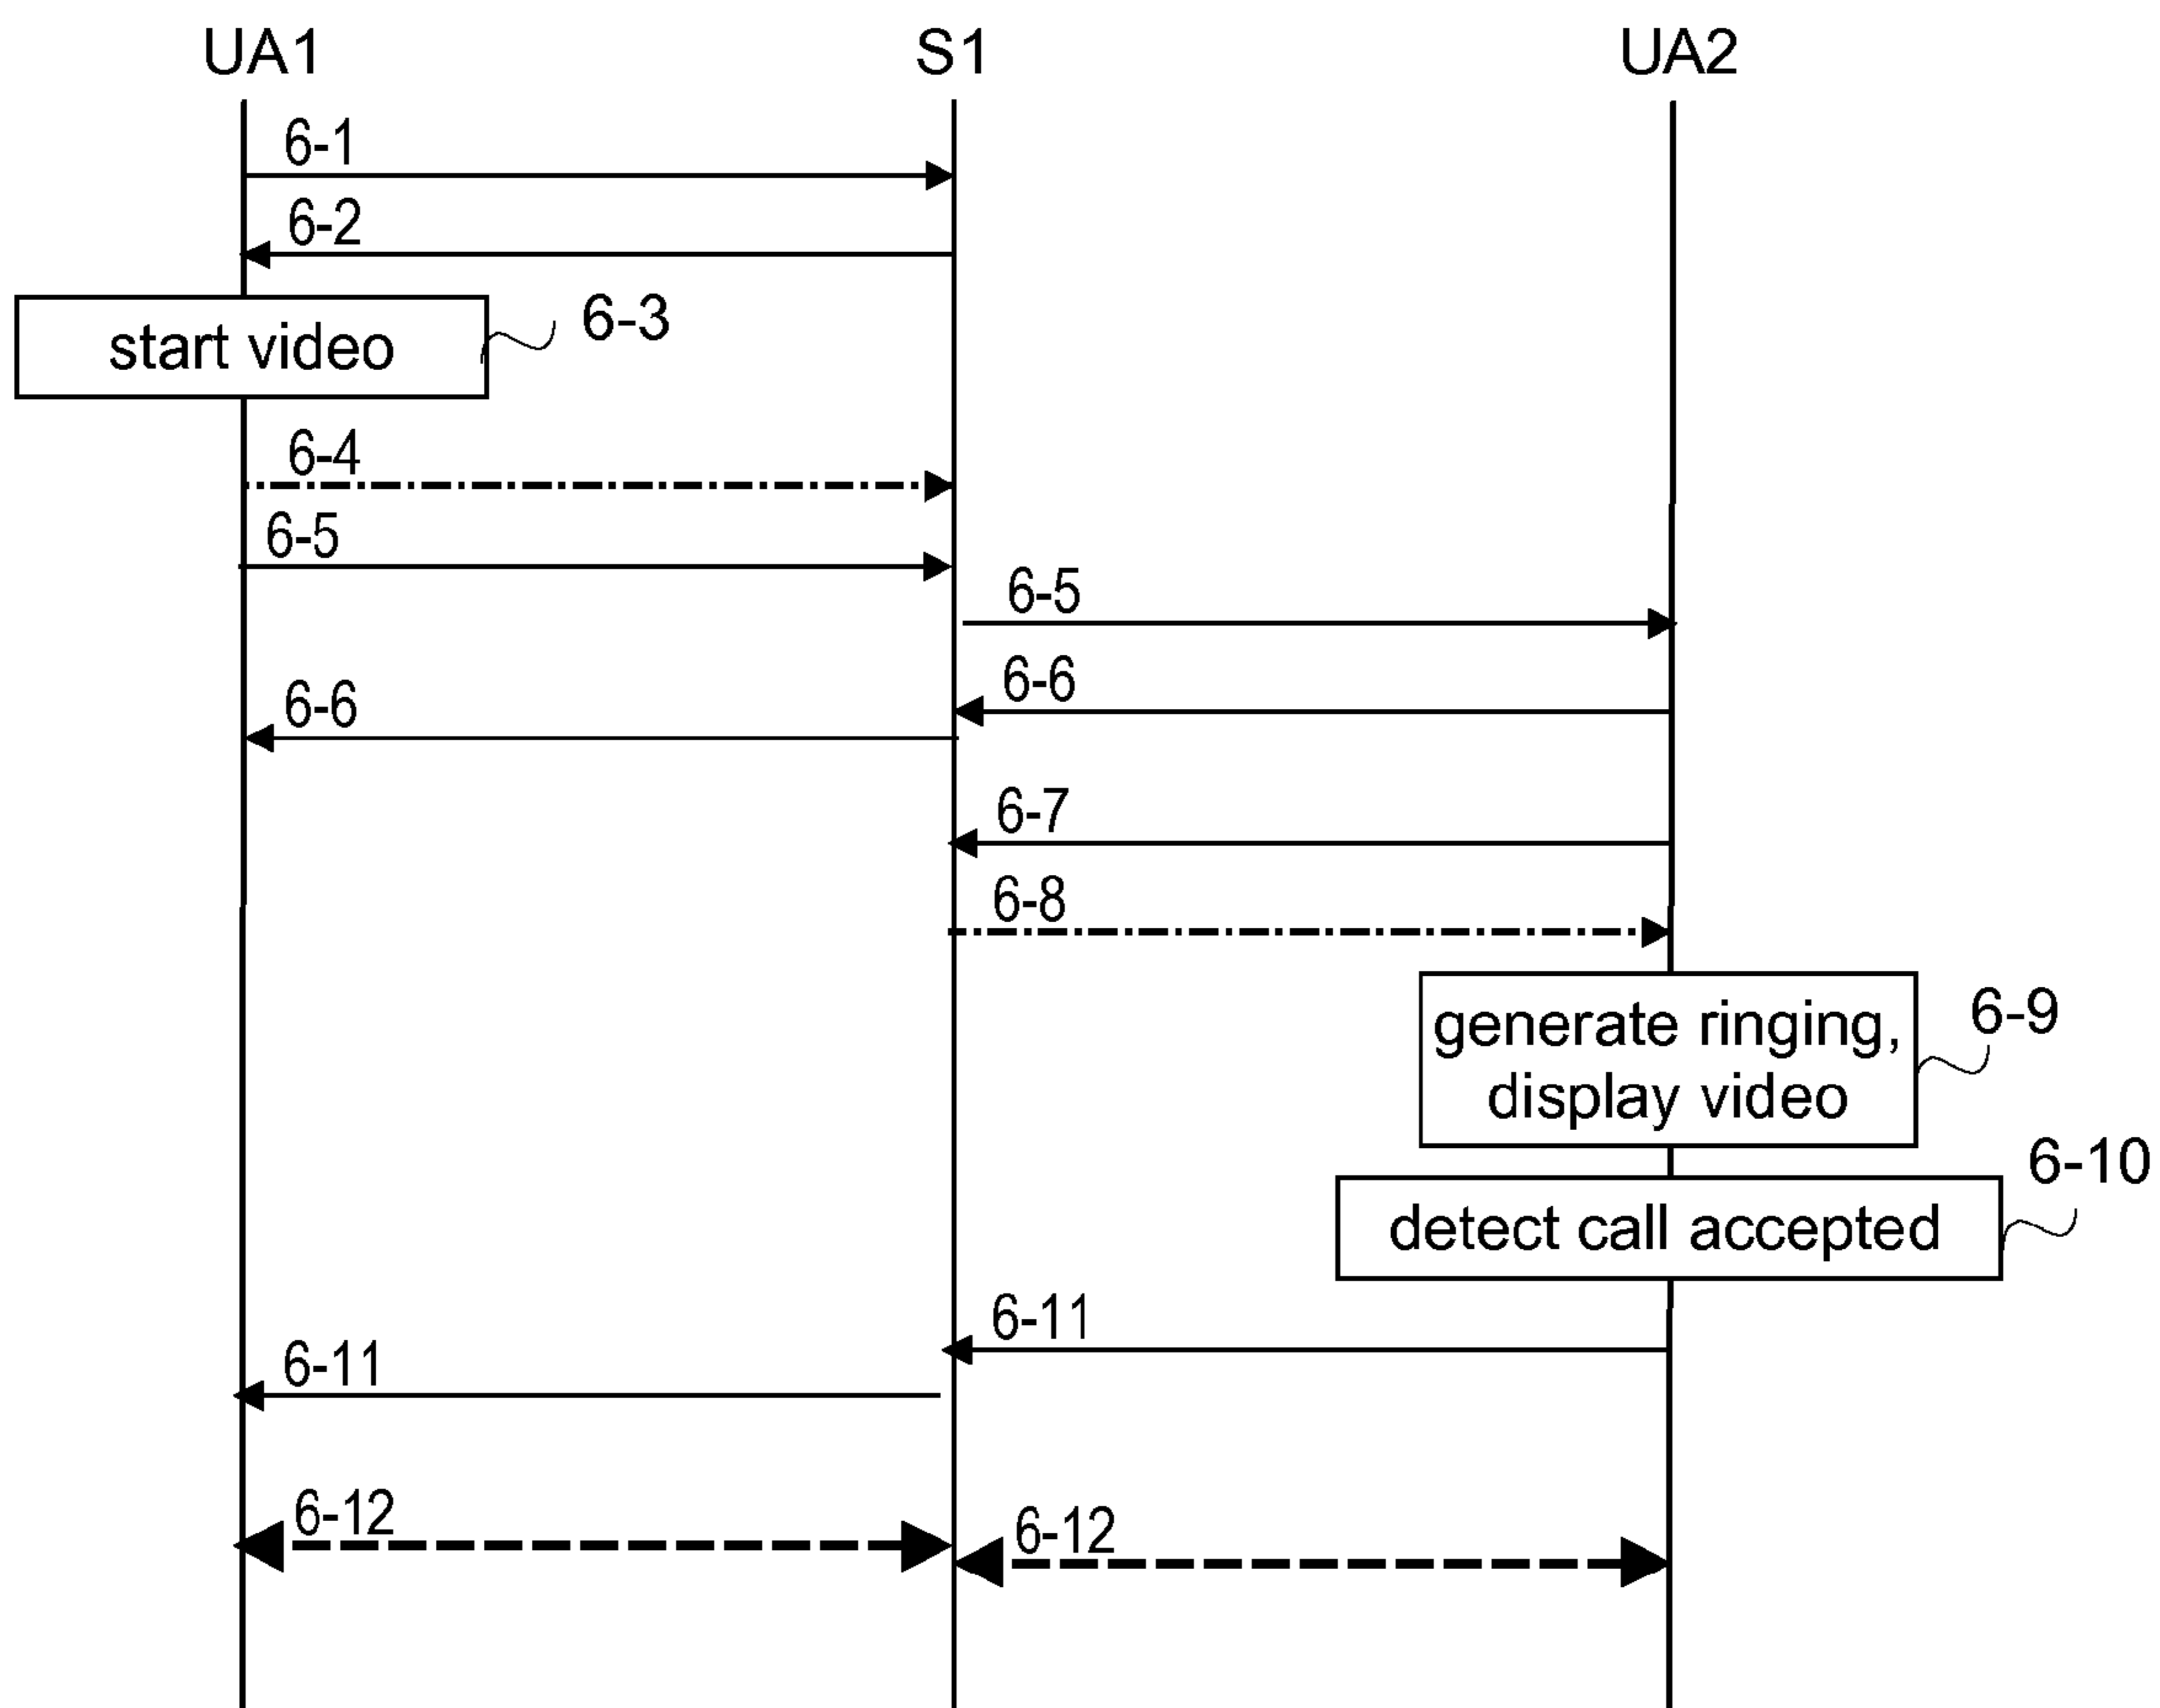 UA1
S1
UA2
6-1
6-2
start video
6-3
6-4
6-5
6-5
6-6
6-6
6-7
6-8
generate ringing,
display video
6-9
6-10
detect call accepted
6-11
6-11
6-12
6-12